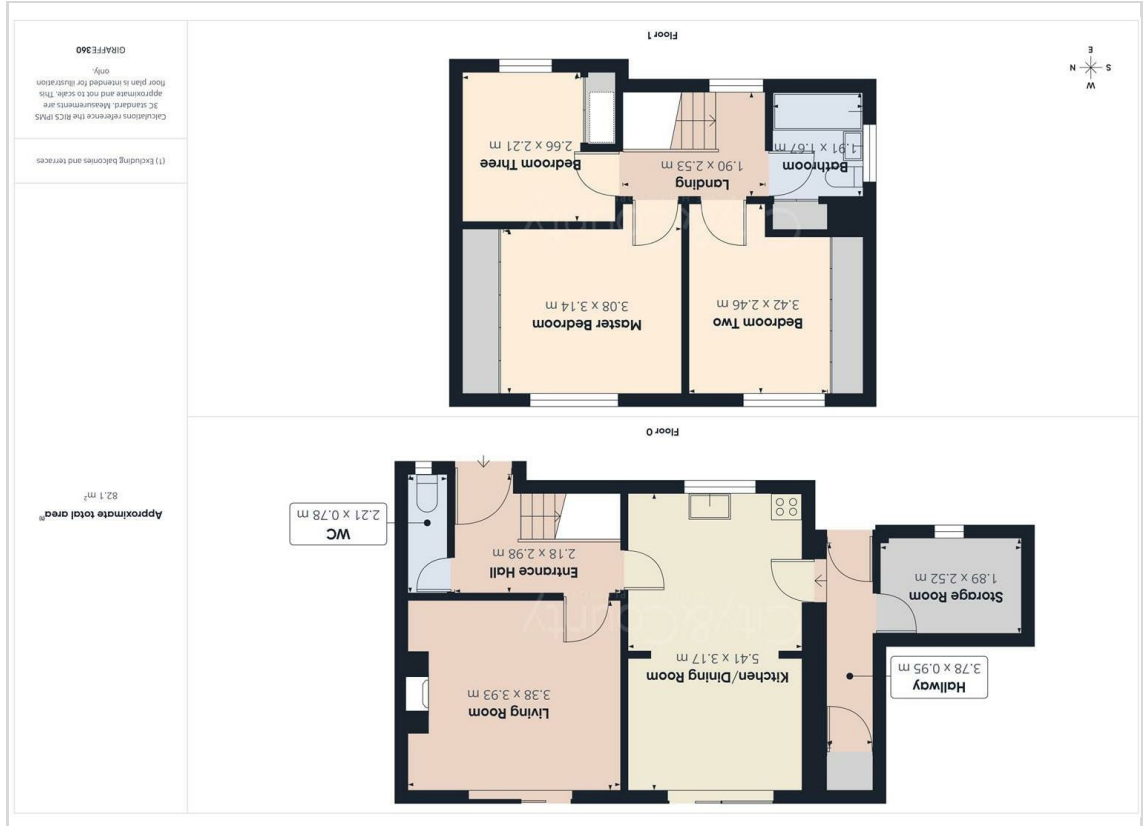 Living Room
3.38 x 3.93 m
Kitchen/Dining Room
5.41 x 3.17 m
Hallway
3.78 x 0.95 m
Storage Room
1.89 x 2.52 m
Entrance Hall
2.18 x 2.98 m
WC
2.21 x 0.78 m
City&County
Floor 0
Master Bedroom
3.08 x 3.14 m
Bedroom Two
3.42 x 2.46 m
Landing
1.90 x 2.53 m
Bathroom
1.91 x 1.67 m
Bedroom Three
2.66 x 2.21 m
City&County
Floor 1
W
S
N
E
Approximate total area⁽¹⁾
82.1 m²
(1) Excluding balconies and terraces
Calculations reference the RICS IPMS
3C standard. Measurements are
approximate and not to scale. This
floor plan is intended for illustration
only.
GIRAFFE360